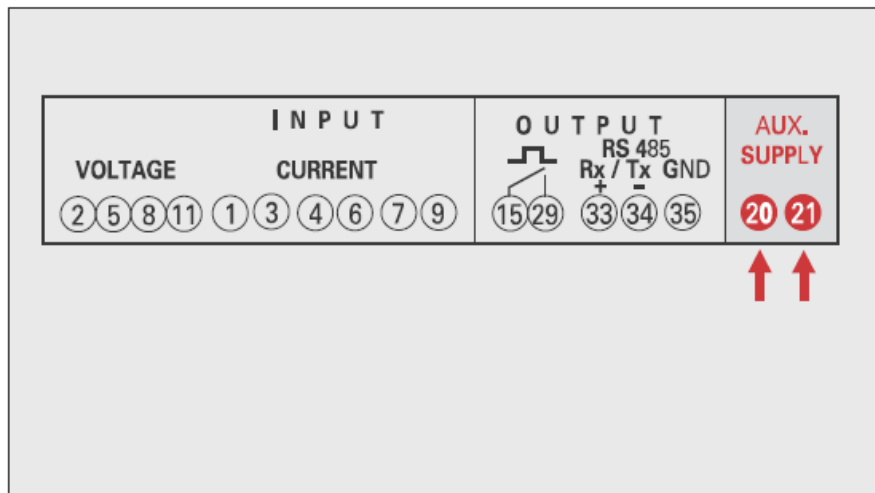 INPUT
VOLTAGE CURRENT
2 5 8 11 1 3 4 6 7 9
OUTPUT
RS 485
Rx / Tx GND
+ -
15 29 33 34 35
AUX.
SUPPLY
20 21